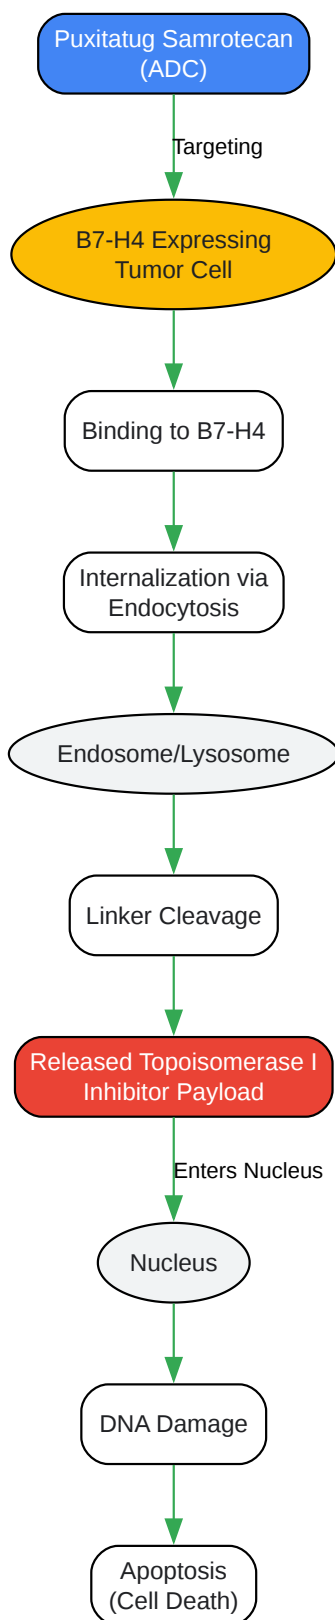 Puxitatug Samrotecan
(ADC)
Targeting
B7-H4 Expressing
Tumor Cell
Binding to B7-H4
Internalization via
Endocytosis
Endosome/Lysosome
Linker Cleavage
Released Topoisomerase I
Inhibitor Payload
Enters Nucleus
Nucleus
DNA Damage
Apoptosis
(Cell Death)